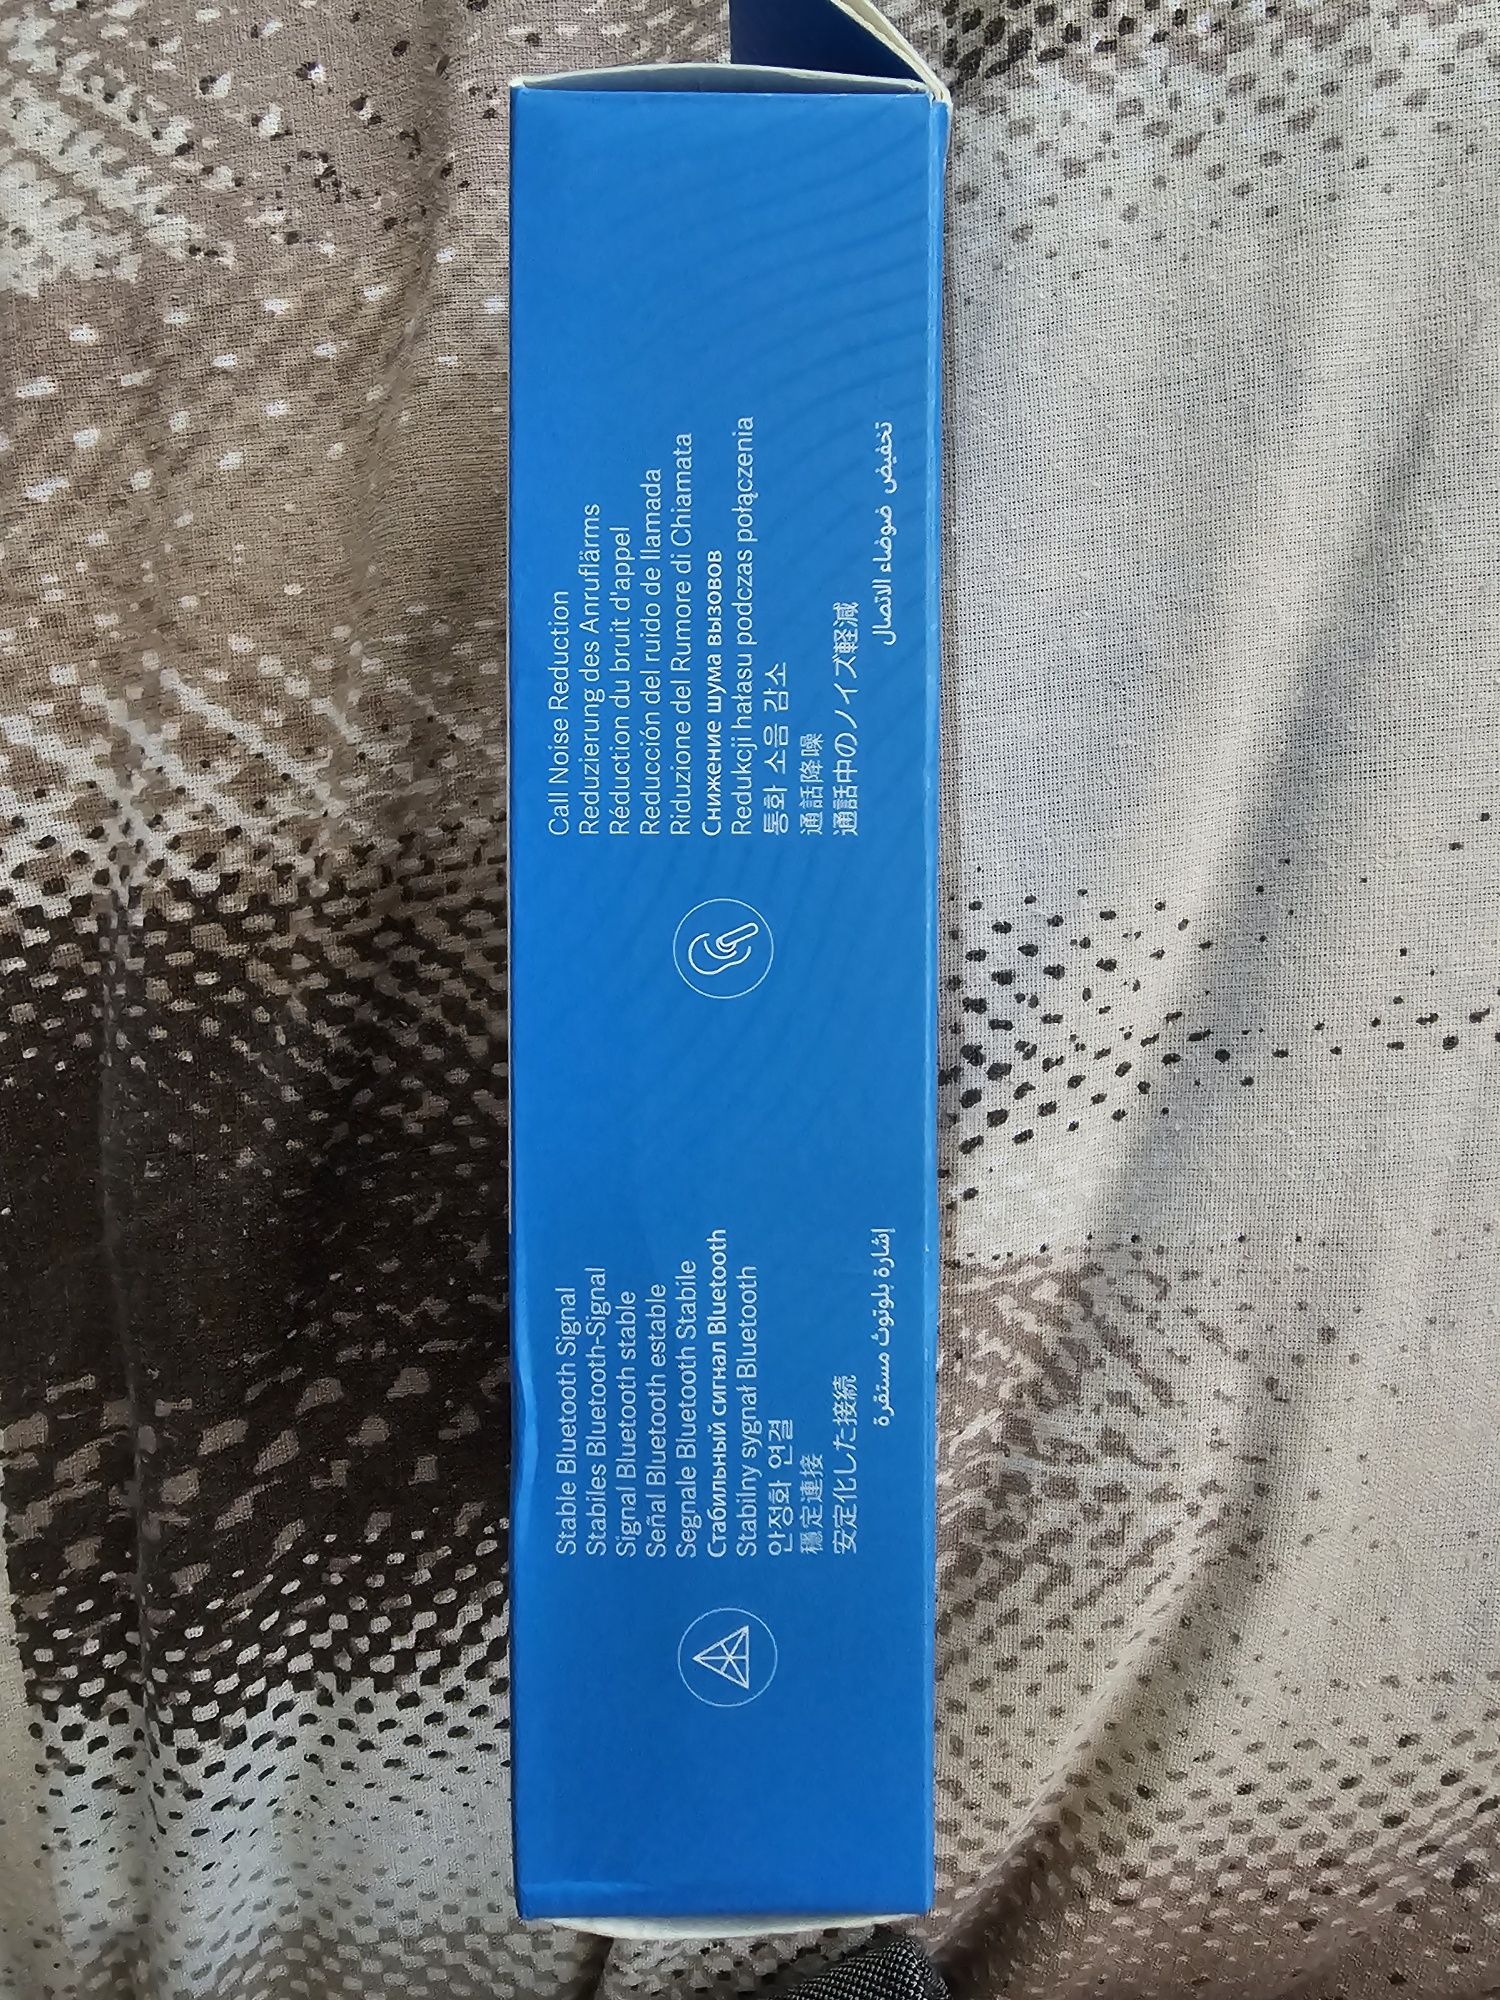 Stable Bluetooth Signal
Stabiles Bluetooth-Signal
Signal Bluetooth stable
Señal Bluetooth estable
Segnale Bluetooth Stabile
Стабильный сигнал Bluetooth
Stabilny sygnał Bluetooth
안정화 연결
穩定連接
安定化した接続
إشارة بلوتوث مستقرة
Call Noise Reduction
Reduzierung des Anruflärms
Réduction du bruit d'appel
Reducción del ruido de llamada
Riduzione del Rumore di Chiamata
Снижение шума вызовов
Redukcji hałasu podczas połączenia
통화 소음 감소
通話降噪
通話中のノイズ軽減
تخفيض ضوضاء الاتصال